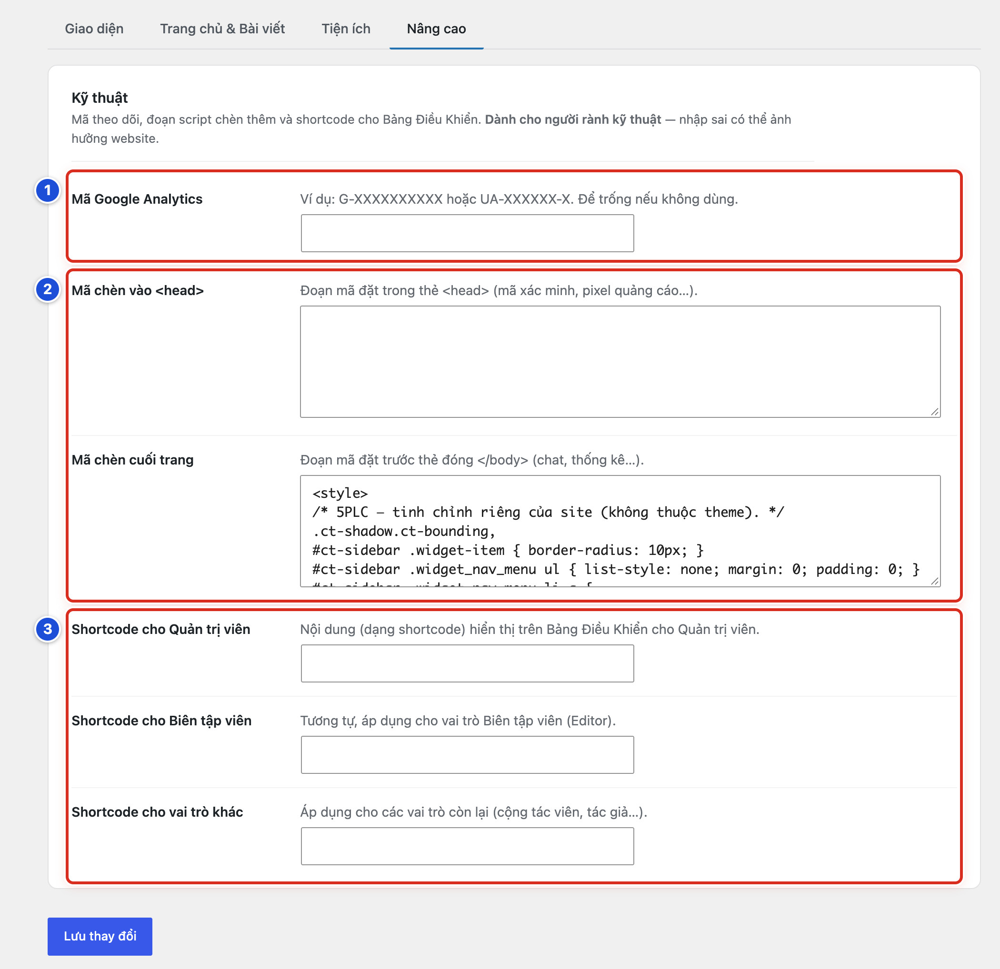 Giao diện
Trang chủ & Bài viết
Tiện ích
Nâng cao
Kỹ thuật
Mã theo dõi, đoạn script chèn thêm và shortcode cho Bảng Điều Khiển. Dành cho người rành kỹ thuật — nhập sai có thể ảnh
hưởng website.
1
Mã Google Analytics
Ví dụ: G-XXXXXXXXXX hoặc UA-XXXXXX-X. Để trống nếu không dùng.
2
Mã chèn vào <head>
Đoạn mã đặt trong thẻ <head> (mã xác minh, pixel quảng cáo...).
Mã chèn cuối trang
Đoạn mã đặt trước thẻ đóng </body> (chat, thống kê...).
<style>
/* 5PLC — tinh chỉnh riêng của site (không thuộc theme). */
.ct-shadow.ct-bounding,
#ct-sidebar .widget-item { border-radius: 10px; }
#ct-sidebar .widget_nav_menu ul { list-style: none; margin: 0; padding: 0; }
#ct-sidebar .widget_nav_menu li a {
3
Shortcode cho Quản trị viên
Nội dung (dạng shortcode) hiển thị trên Bảng Điều Khiển cho Quản trị viên.
Shortcode cho Biên tập viên
Tương tự, áp dụng cho vai trò Biên tập viên (Editor).
Shortcode cho vai trò khác
Áp dụng cho các vai trò còn lại (cộng tác viên, tác giả...).
Lưu thay đổi